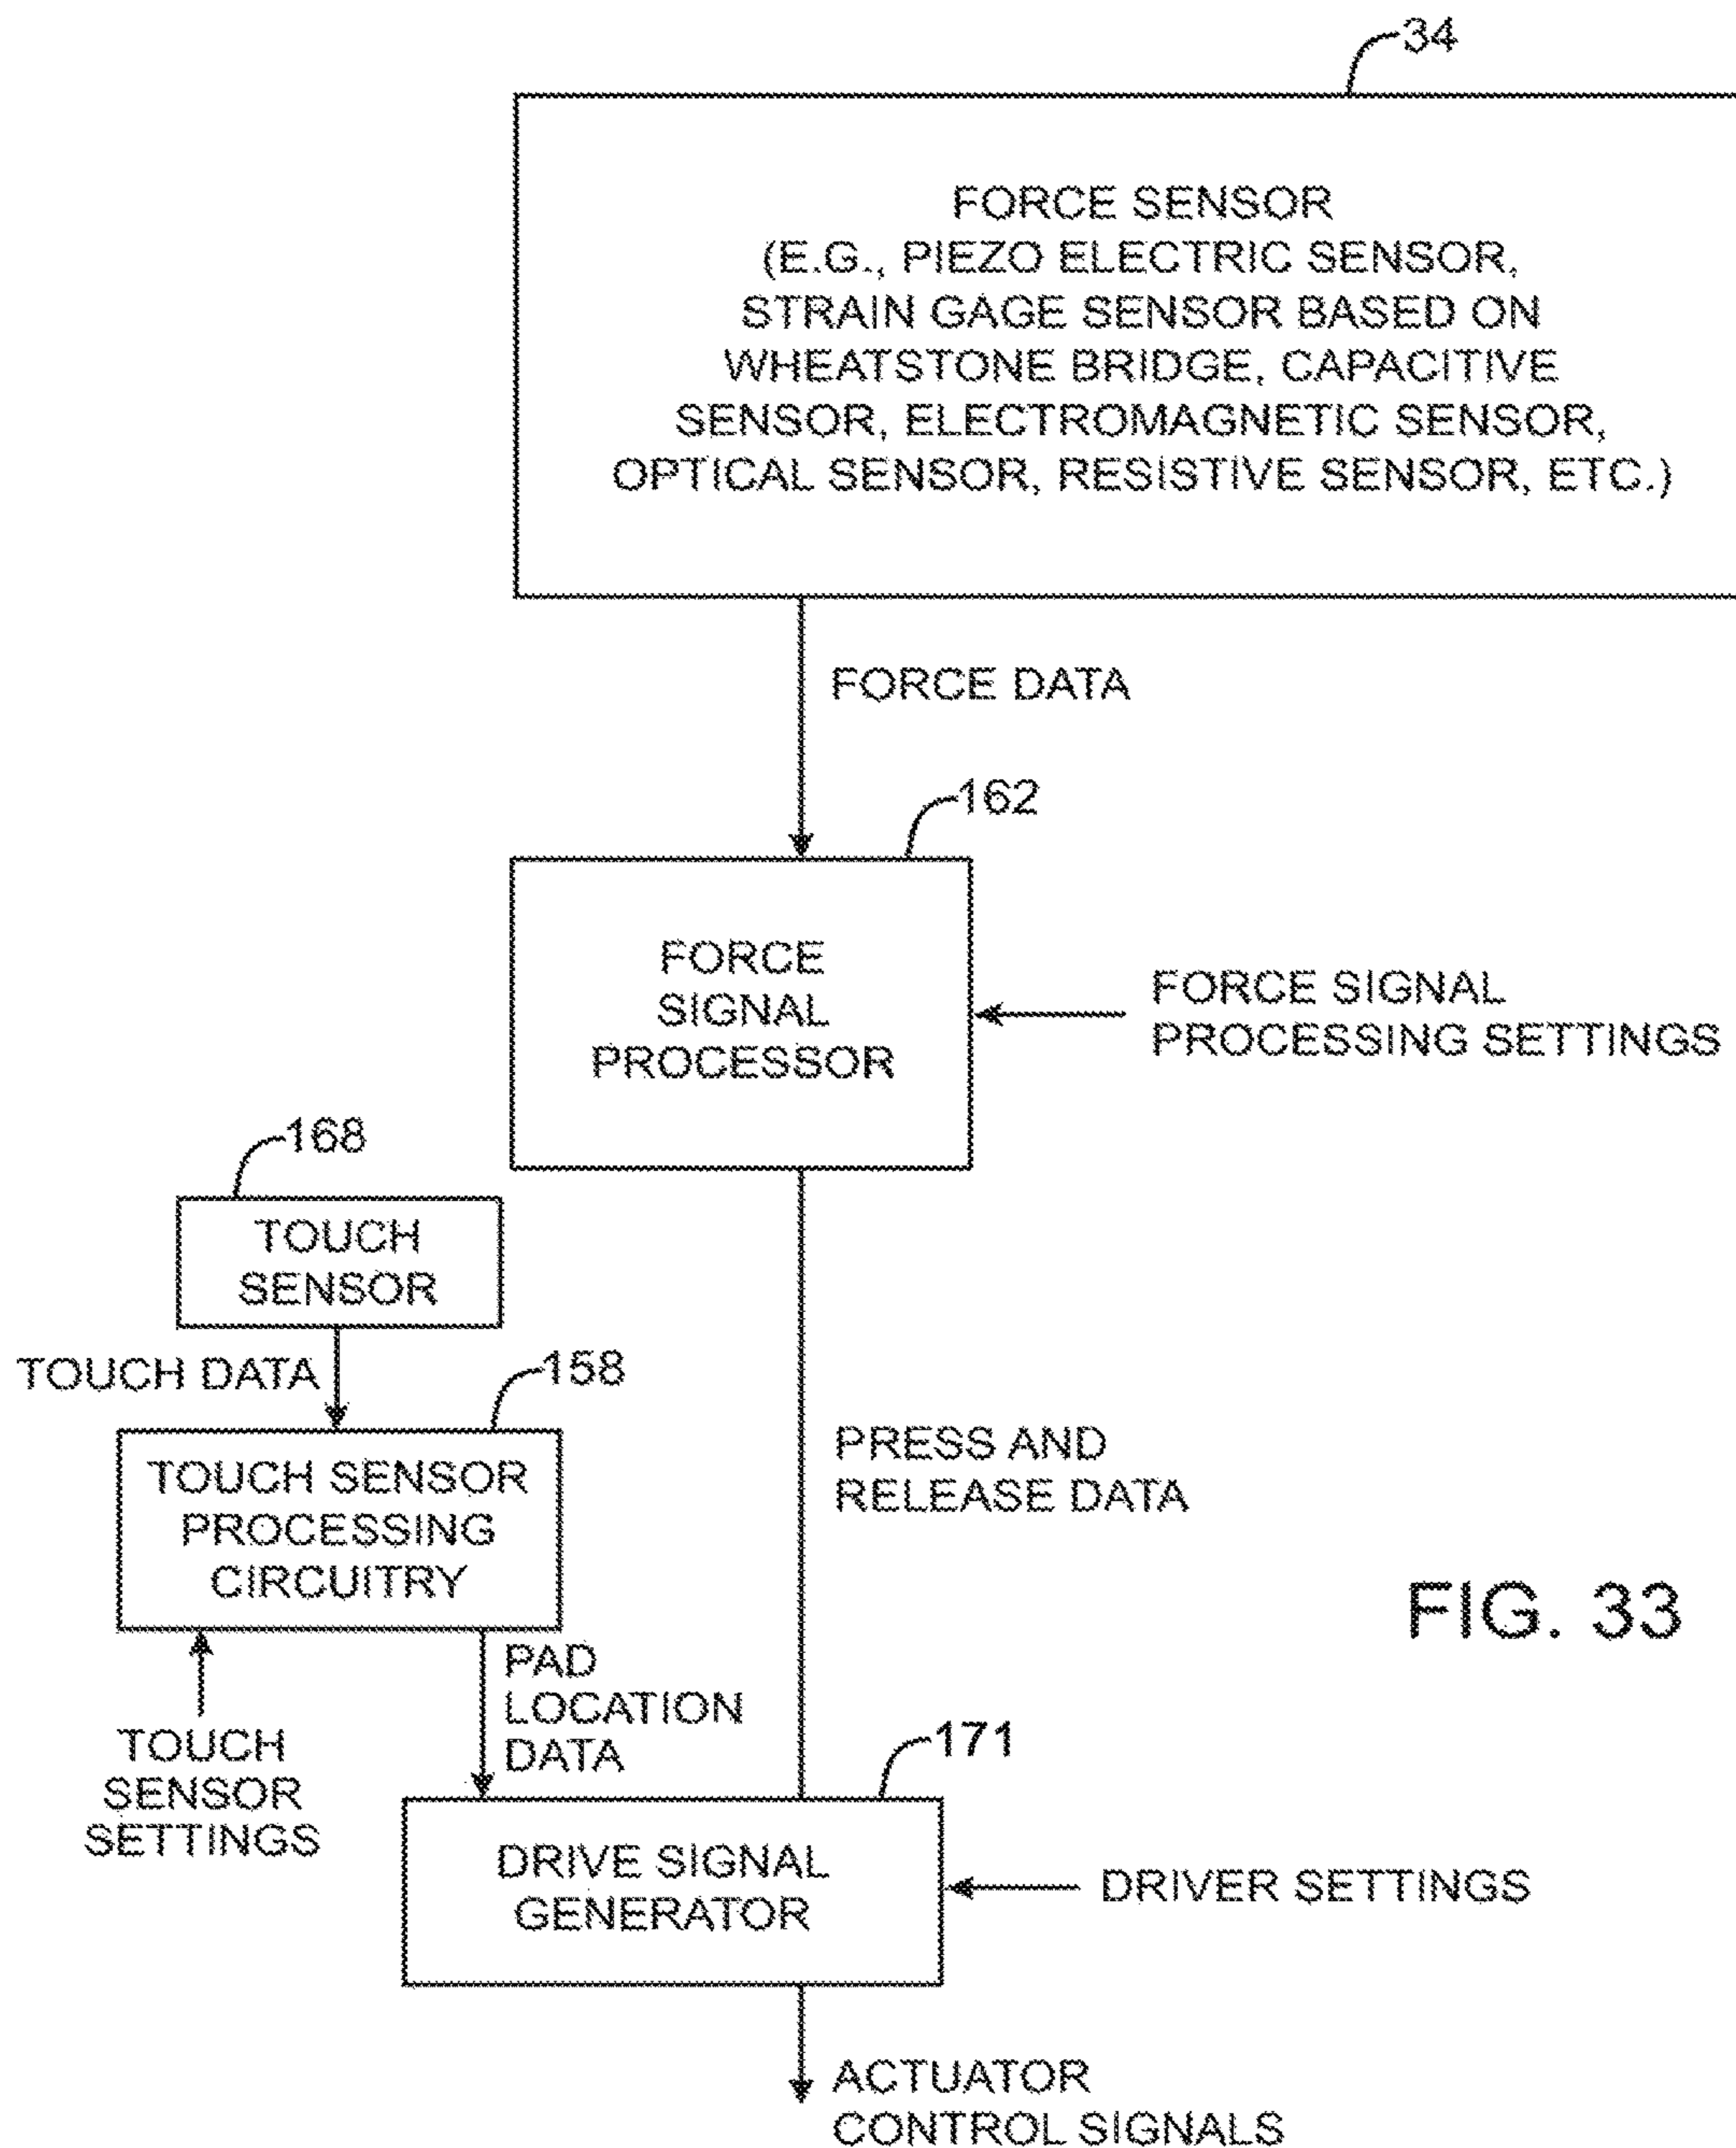 34
FORCE SENSOR
(E.G., PIEZO ELECTRIC SENSOR,
STRAIN GAGE SENSOR BASED ON
WHEATSTONE BRIDGE, CAPACITIVE
SENSOR, ELECTROMAGNETIC SENSOR,
OPTICAL SENSOR, RESISTIVE SENSOR, ETC.)
FORCE DATA
162
FORCE
SIGNAL
PROCESSOR
FORCE SIGNAL
PROCESSING SETTINGS
168
TOUCH
SENSOR
TOUCH DATA
158
TOUCH SENSOR
PROCESSING
CIRCUITRY
PRESS AND
RELEASE DATA
FIG. 33
PAD
LOCATION
DATA
TOUCH
SENSOR
SETTINGS
171
DRIVE SIGNAL
GENERATOR
DRIVER SETTINGS
ACTUATOR
CONTROL SIGNALS